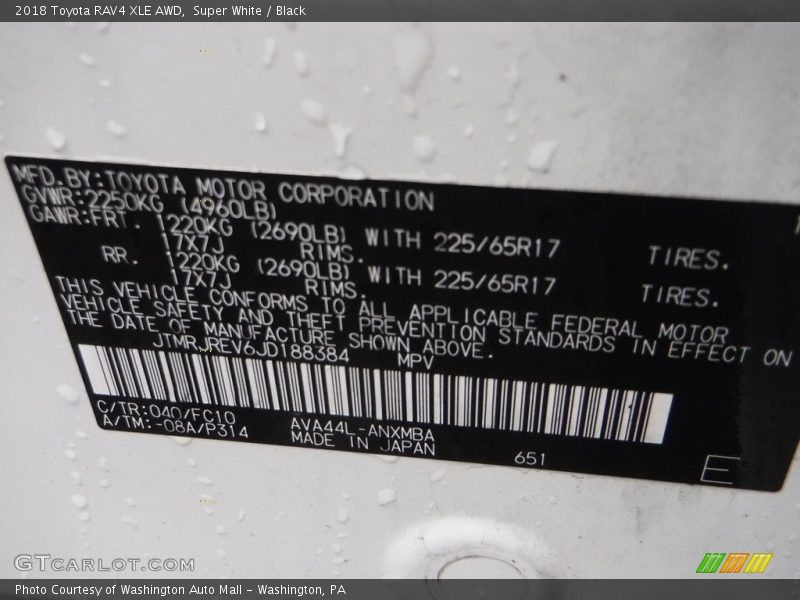 2018 Toyota RAV4 XLE AWD, Super White / Black
MFD.BY:TOYOTA MOTOR CORPORATION
GVWR:2250KG (4960LB)
GAWR:FRT. 1220KG (2690LB) WITH 225/65R17 TIRES.
17X7J RIMS.
RR. 1220KG (2690LB) WITH 225/65R17 TIRES.
17X7J RIMS.
THIS VEHICLE CONFORMS TO ALL APPLICABLE FEDERAL MOTOR
VEHICLE SAFETY AND THEFT PREVENTION STANDARDS IN EFFECT ON
THE DATE OF MANUFACTURE SHOWN ABOVE.
JTMRJREV6JD188384 MPV
C/TR:040/FC10 AVA44L-ANXMBA
A/TM:-08A/P314 MADE IN JAPAN 651 E
GTCARLOT.COM
Photo Courtesy of Washington Auto Mall - Washington, PA